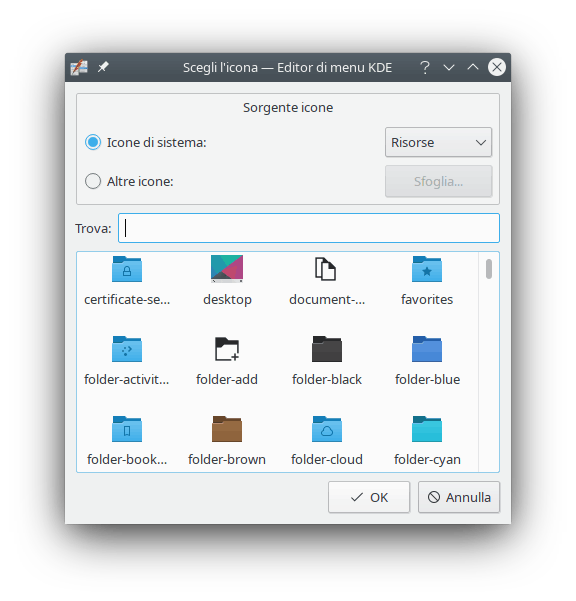 Scegli l'icona — Editor di menu KDE
Sorgente icone
Icone di sistema:
Risorse
Altre icone:
Sfoglia...
Trova:
certificate-se... desktop document-... favorites
folder-activit... folder-add folder-black folder-blue
folder-book... folder-brown folder-cloud folder-cyan
OK Annulla